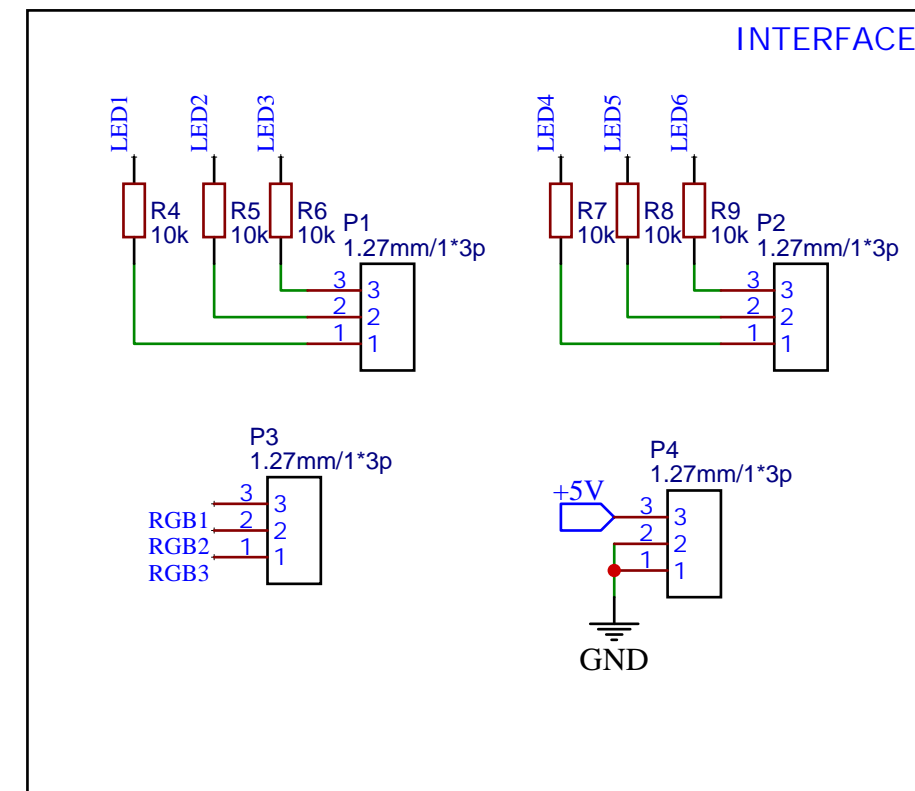 INTERFACE
LED1
LED2
LED3
R4
10k
R5
10k
R6
10k
P1
1.27mm/1*3p
3 3
2 2
1 1
LED4
LED5
LED6
R7
10k
R8
10k
R9
10k
P2
1.27mm/1*3p
3 3
2 2
1 1
P3
1.27mm/1*3p
3 3
RGB1 2 2
RGB2 1 1
RGB3
P4
1.27mm/1*3p
+5V
3 3
2 2
1 1
GND